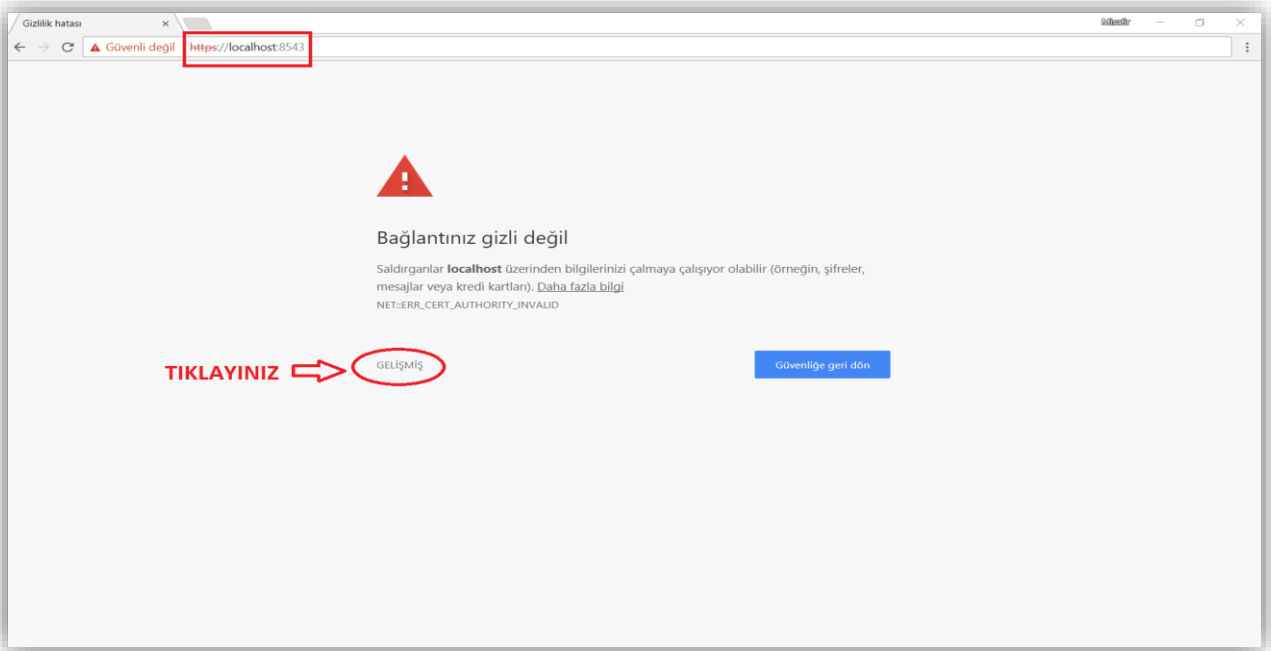 Gizlilik hatası
Misafir
Güvenli değil https://localhost:8543
Bağlantınız gizli değil
Saldırganlar localhost üzerinden bilgilerinizi çalmaya çalışıyor olabilir (örneğin, şifreler,
mesajlar veya kredi kartları). Daha fazla bilgi
NET::ERR_CERT_AUTHORITY_INVALID
TIKLAYINIZ GELİŞMİŞ Güvenliğe geri dön